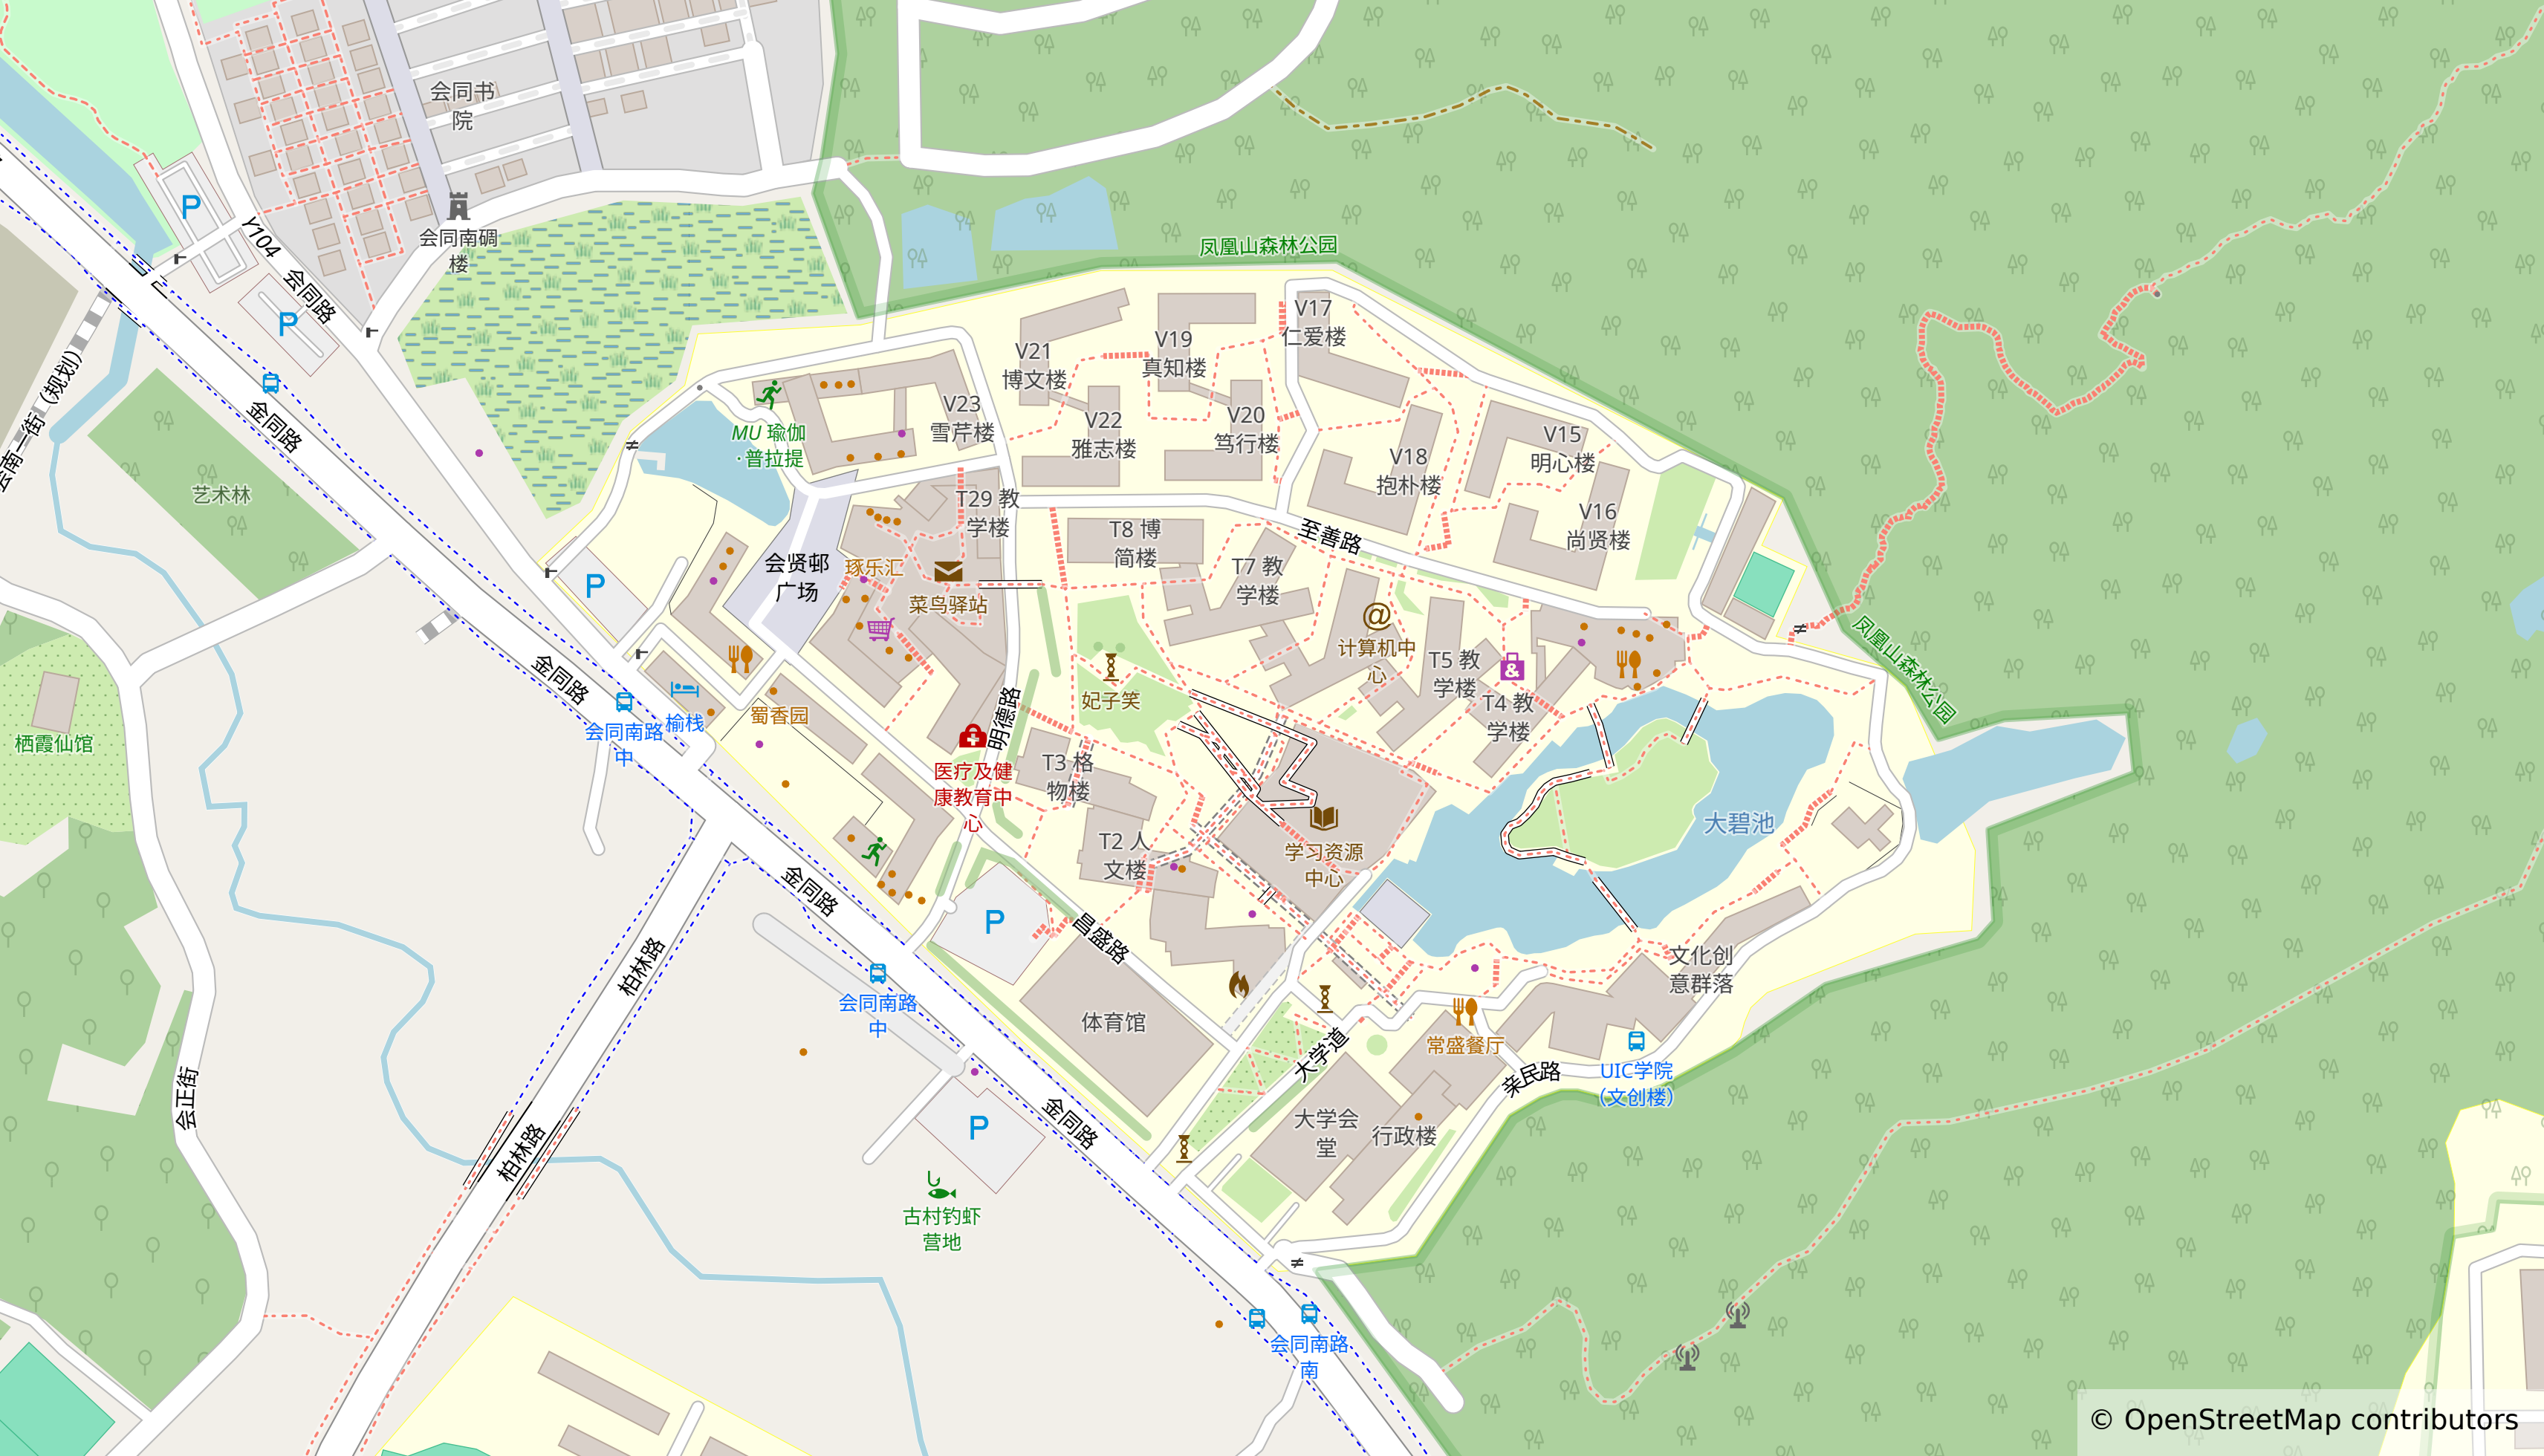 会同书
院
P
Y104
会同路
会同南碉
楼
P
凤凰山森林公园
V17
仁爱楼
V19
真知楼
V21
博文楼
V23
雪芹楼
V22
雅志楼
V20
笃行楼
MU 瑜伽
·普拉提
V15
明心楼
V18
抱朴楼
V16
尚贤楼
金同路
会南一街（规划）
艺术林
T29 教
学楼
T8 博
简楼
至善路
T7 教
学楼
会贤邨
广场
琢乐汇
菜鸟驿站
P
@
计算机中
心
T5 教
学楼
&
T4 教
学楼
凤凰山森林公园
妃子笑
金同路
会同南路
中
榆栈
蜀香园
明德路
栖霞仙馆
医疗及健
康教育中
心
T3 格
物楼
T2 人
文楼
大碧池
学习资源
中心
金同路
P
昌盛路
柏林路
会同南路
中
体育馆
文化创
意群落
常盛餐厅
大学道
亲民路
UIC学院
（文创楼）
会正街
柏林路
金同路
P
大学会
堂
行政楼
古村钓虾
营地
会同南路
南
© OpenStreetMap contributors